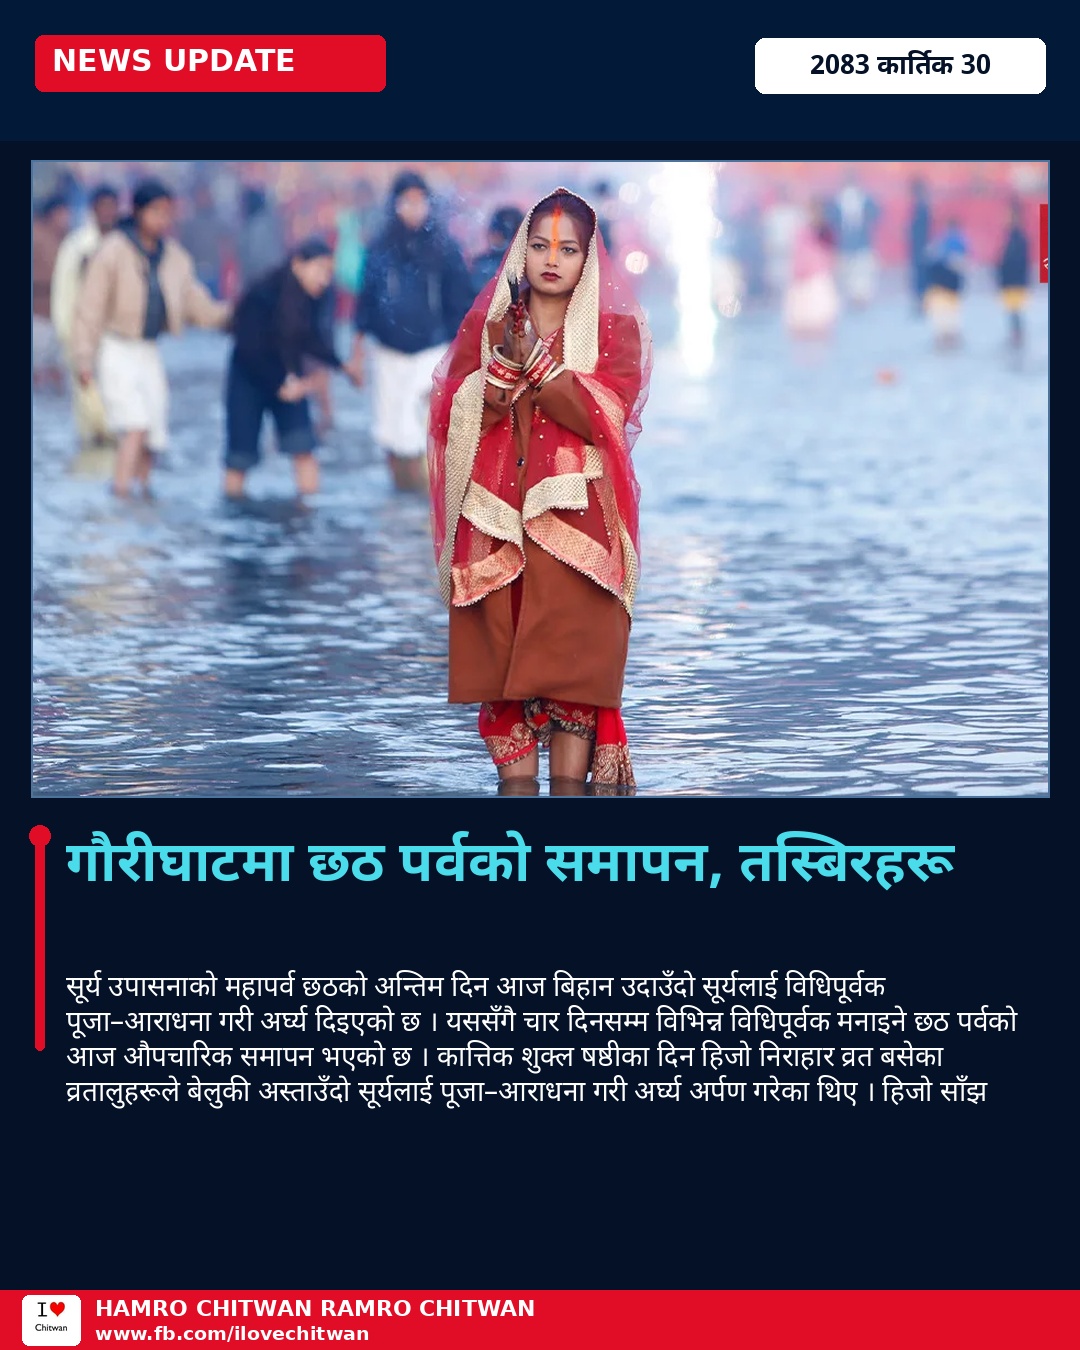 NEWS UPDATE
2083 कार्तिक 30
गौरीघाटमा छठ पर्वको समापन, तस्बिरहरू
सूर्य उपासनाको महापर्व छठको अन्तिम दिन आज बिहान उदाउँदो सूर्यलाई विधिपूर्वक
पूजा–आराधना गरी अर्घ्य दिइएको छ । यससँगै चार दिनसम्म विभिन्न विधिपूर्वक मनाइने छठ पर्वको
आज औपचारिक समापन भएको छ । कात्तिक शुक्ल षष्ठीका दिन हिजो निराहार व्रत बसेका
व्रतालुहरूले बेलुकी अस्ताउँदो सूर्यलाई पूजा–आराधना गरी अर्घ्य अर्पण गरेका थिए । हिजो साँझ
I❤
Chitwan
HAMRO CHITWAN RAMRO CHITWAN
www.fb.com/ilovechitwan